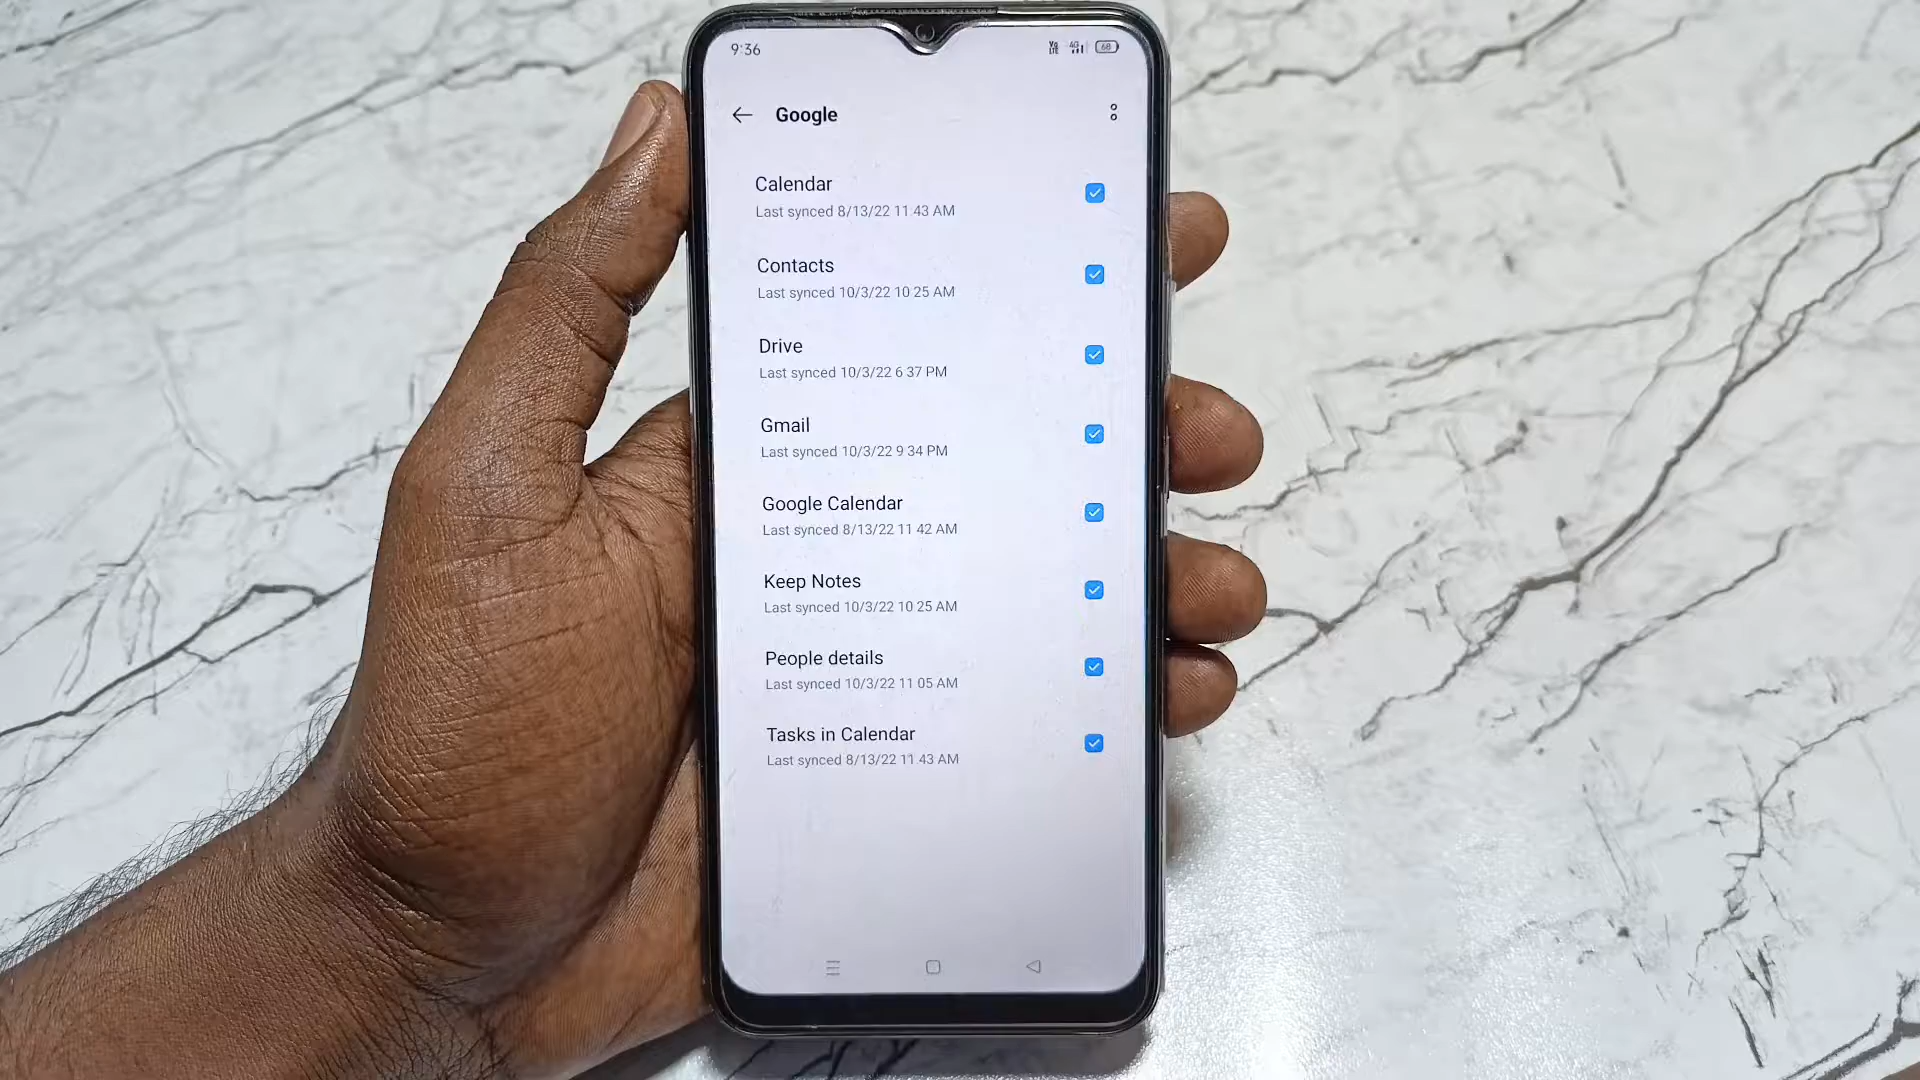 9:36
Vo LTE 4G 68
Google
Calendar
Last synced 8/13/22 11 43 AM
Contacts
Last synced 10/3/22 10 25 AM
Drive
Last synced 10/3/22 6 37 PM
Gmail
Last synced 10/3/22 9 34 PM
Google Calendar
Last synced 8/13/22 11 42 AM
Keep Notes
Last synced 10/3/22 10 25 AM
People details
Last synced 10/3/22 11 05 AM
Tasks in Calendar
Last synced 8/13/22 11 43 AM